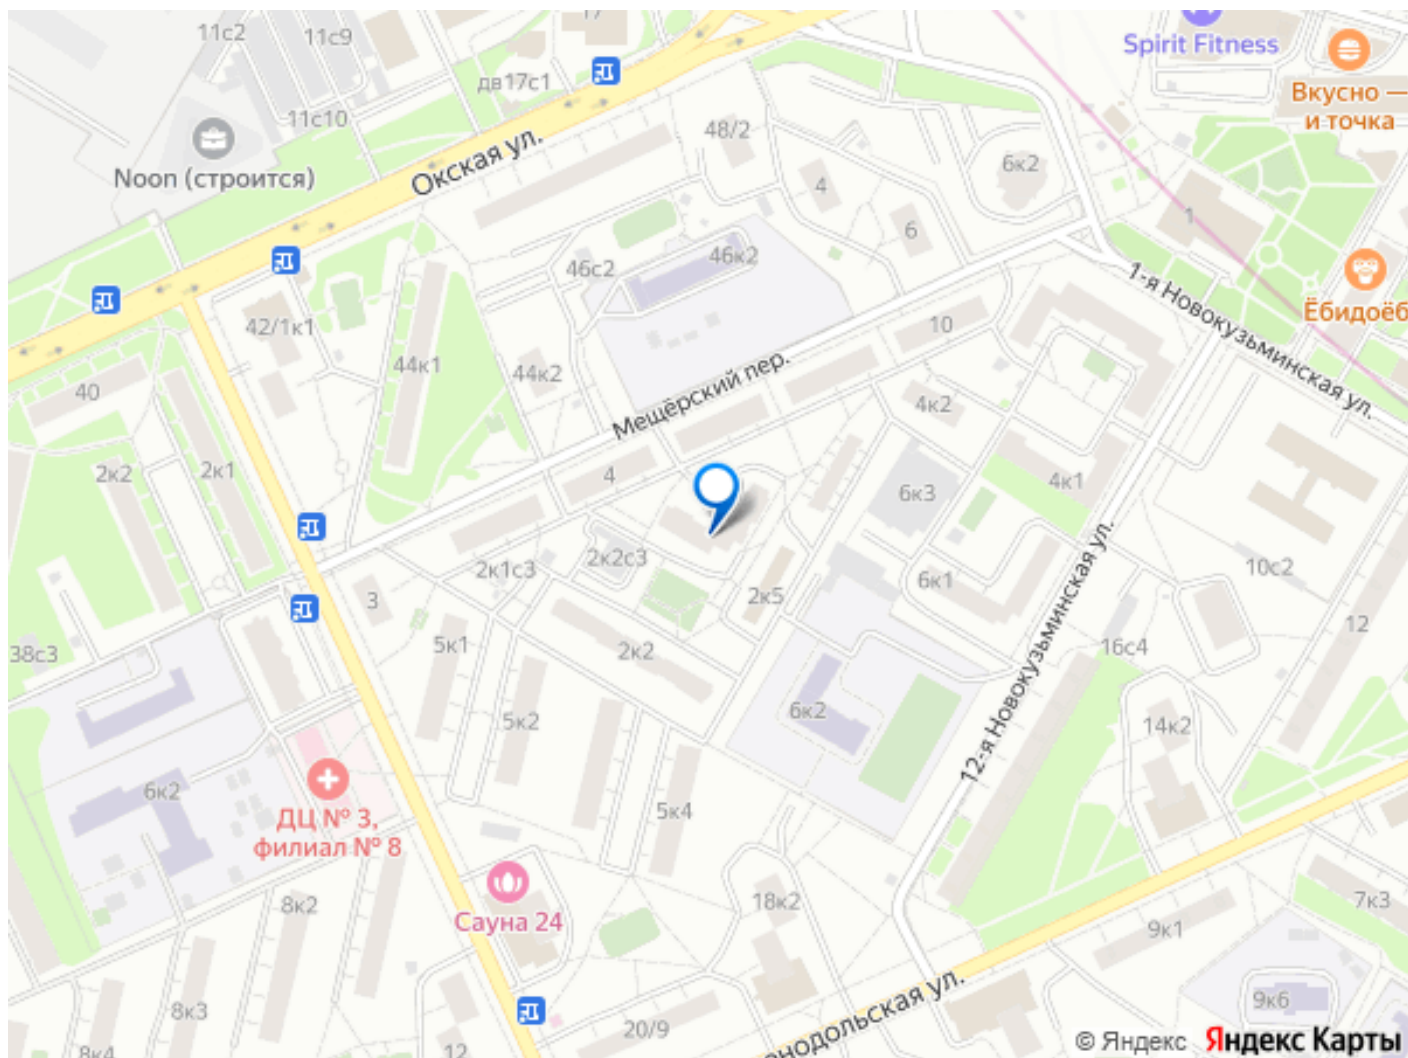 11с2
11с9
17
Spirit Fitness
дв17с1
Вкусно —
и точка
11с10
48/2
Окская ул.
Noon (строится)
6к2
4
1
6
46с2
46к2
1-я Новокузьминская ул.
Ёбидоёб
42/1к1
10
44к1
44к2
Мещёрский пер.
40
4к2
2к2
2к1
4
6к3
4к1
2к1с3
2к2с3
6к1
10с2
3
2к5
12
38с3
5к1
2к2
16с4
12-я Новокузьминская ул.
5к2
6к2
14к2
6к2
5к4
ДЦ № 3,
филиал № 8
8к2
Сауна 24
18к2
7к3
9к1
8к3
20/9
9к6
8к4
12
нодольская ул.
© Яндекс Яндекс Карты